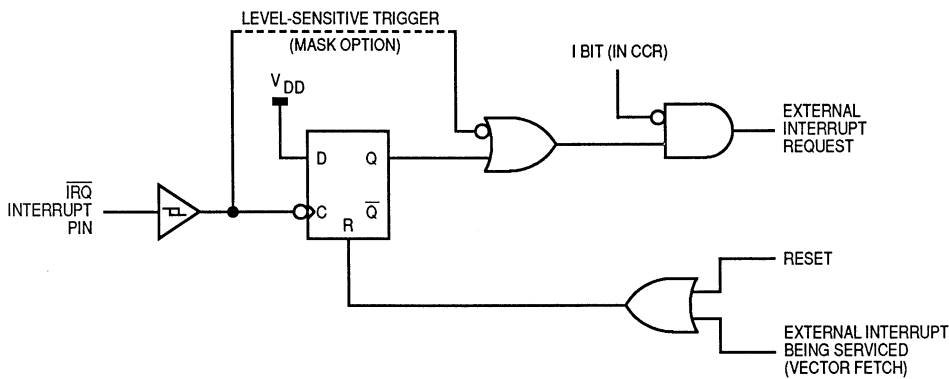 LEVEL-SENSITIVE TRIGGER
(MASK OPTION)
I BIT (IN CCR)
V DD
EXTERNAL
INTERRUPT
REQUEST
D Q
IRQ
INTERRUPT
PIN
C Q
R
RESET
EXTERNAL INTERRUPT
BEING SERVICED
(VECTOR FETCH)